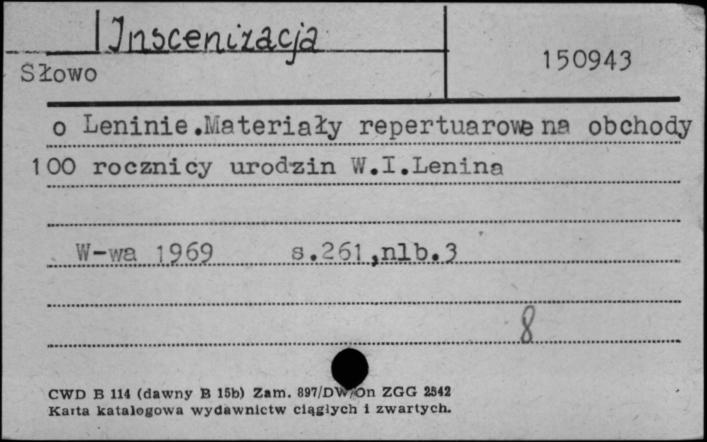 Inscenizacja
150943
Słowo
o Leninie.Materiały repertuarowe na obchody
100 rocznicy urodzin W.I.Lenina
W-wa 1969 s.261,nlb.3
8
CWD B 114 (dawny B 15b) Zam. 897/DW/On ZGG 2542
Karta katalogowa wydawnictw ciągłych i zwartych.